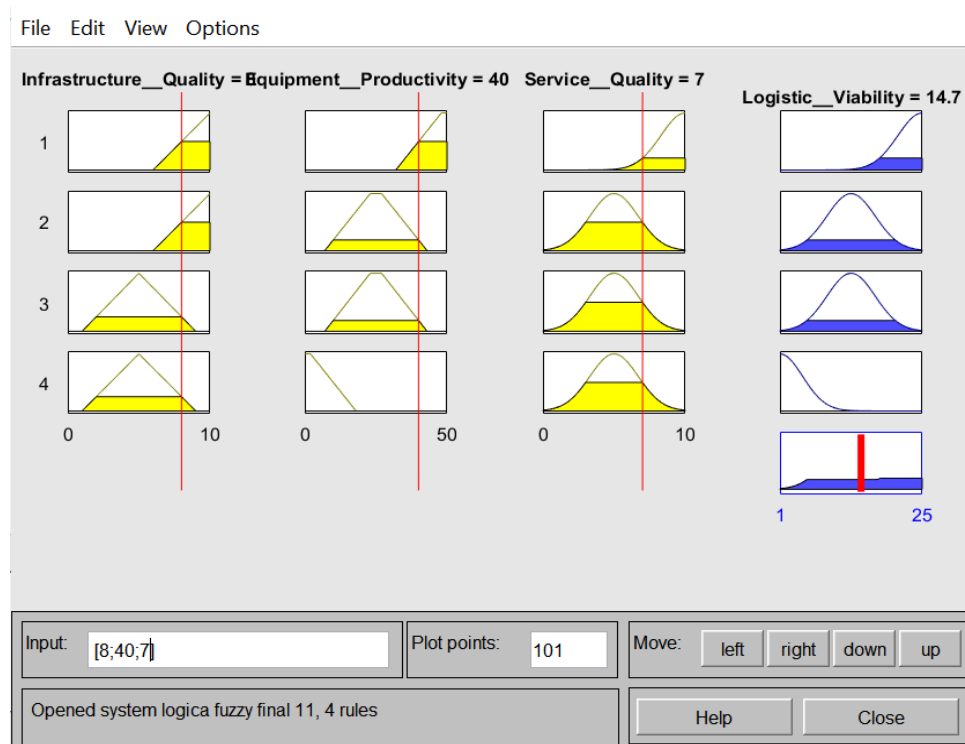 File Edit View Options
Infrastructure__Quality = 8
Equipment__Productivity = 40
Service__Quality = 7
Logistic__Viability = 14.7
1
2
3
4
0 10
0 50
0 10
1 25
Input: [8;40;7]
Plot points: 101
Move: left right down up
Opened system logica fuzzy final 11, 4 rules
Help Close